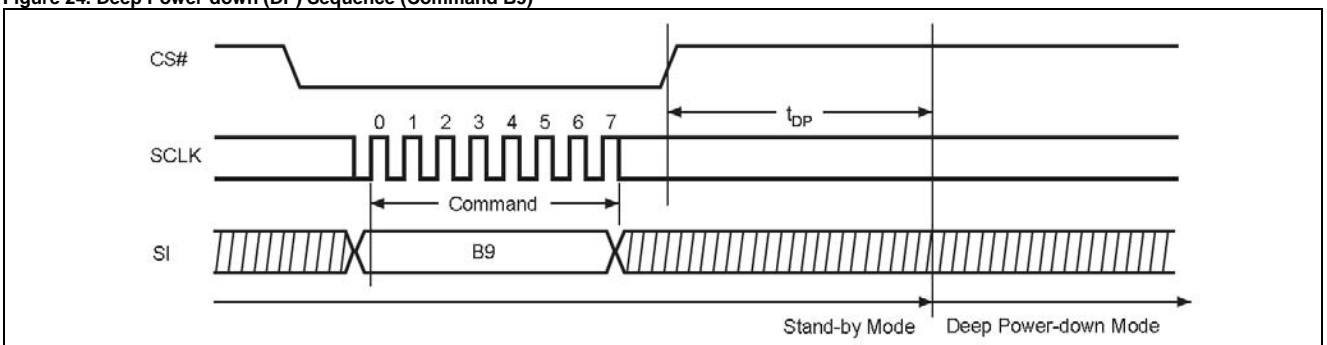 Figure 24. Deep Power-down (DP) Sequence (Command B9)
CS#
tDP
0 1 2 3 4 5 6 7
SCLK
Command
SI
B9
Stand-by Mode Deep Power-down Mode